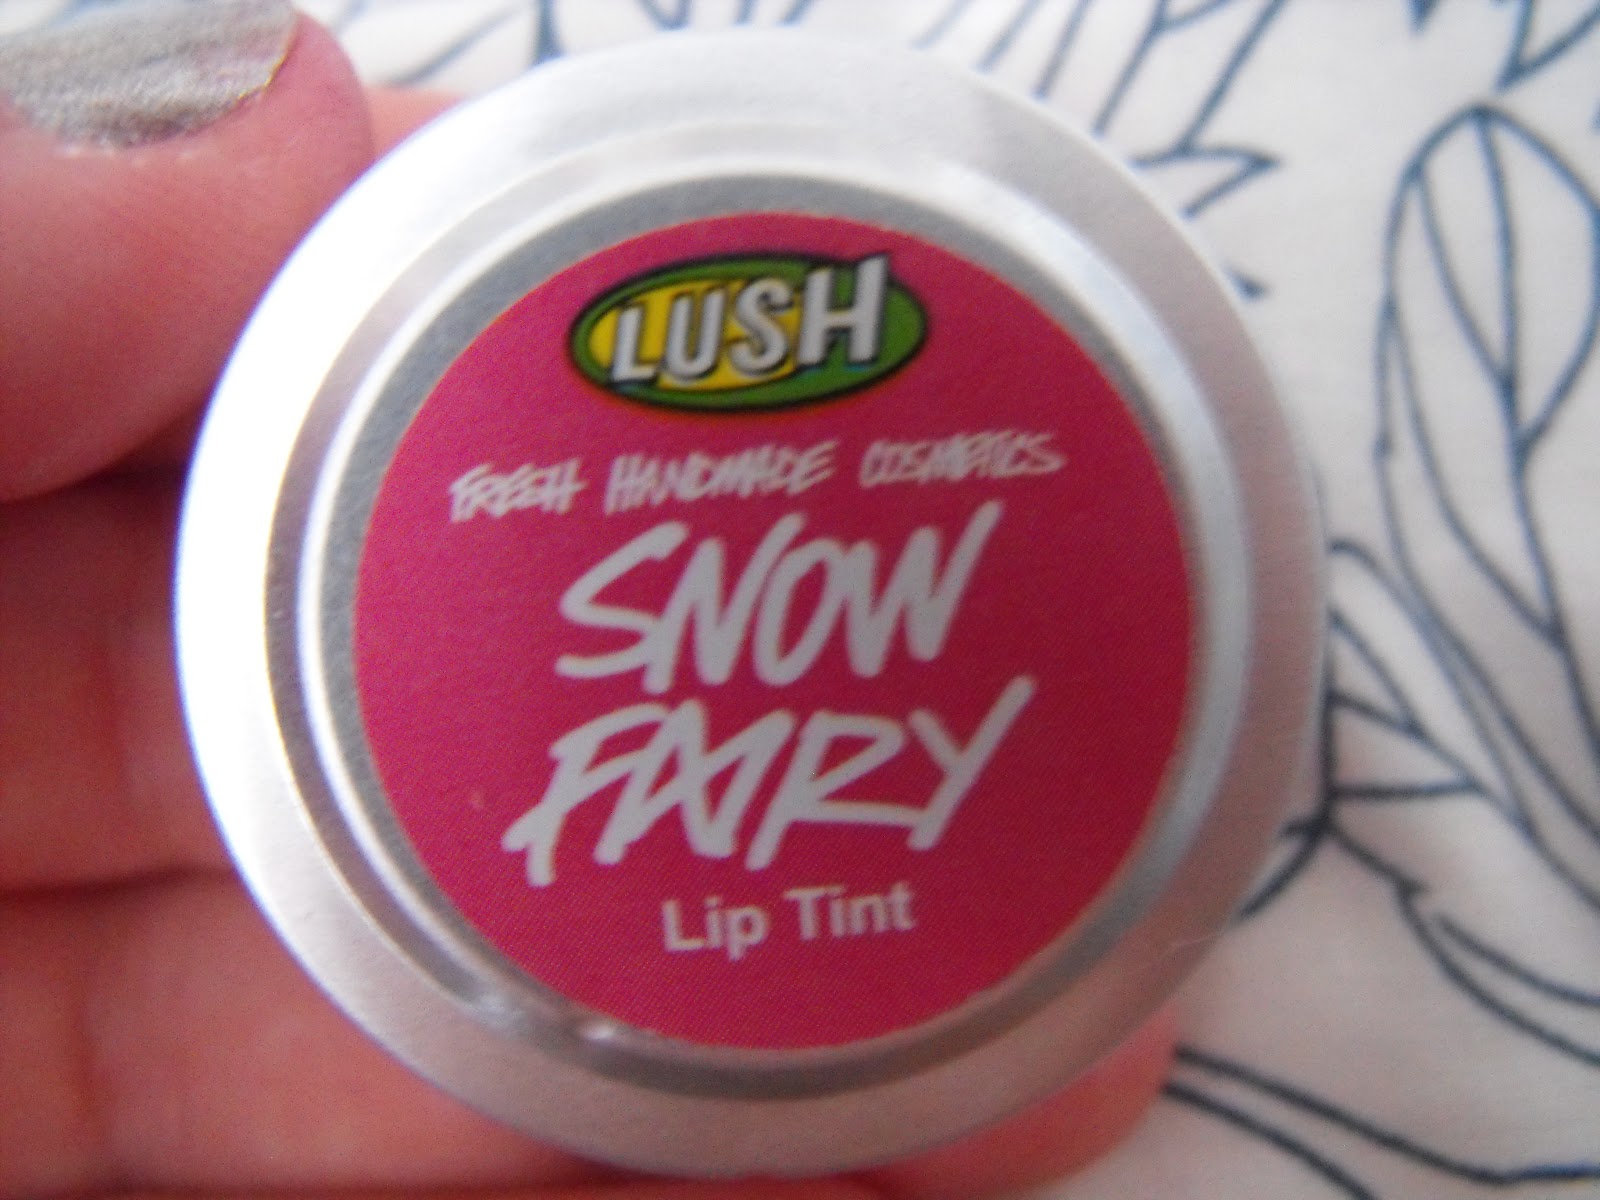 LUSH
FRESH HANDMADE COSMETICS
SNOW
FAIRY
Lip Tint